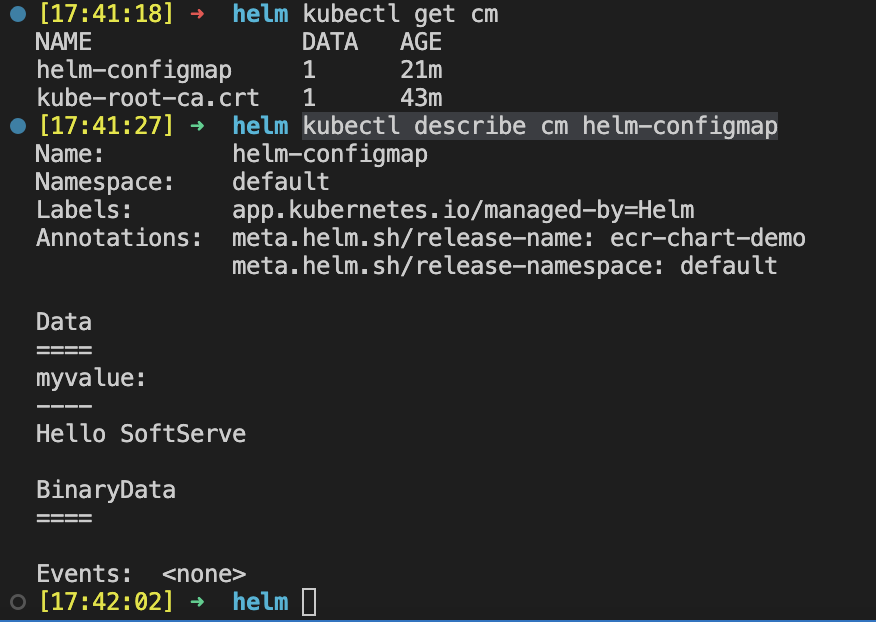 [17:41:18] ➜ helm kubectl get cm
NAME DATA AGE
helm-configmap 1 21m
kube-root-ca.crt 1 43m
[17:41:27] ➜ helm kubectl describe cm helm-configmap
Name: helm-configmap
Namespace: default
Labels: app.kubernetes.io/managed-by=Helm
Annotations: meta.helm.sh/release-name: ecr-chart-demo
meta.helm.sh/release-namespace: default
Data
====
myvalue:
----
Hello SoftServe
BinaryData
====
Events: <none>
[17:42:02] ➜ helm